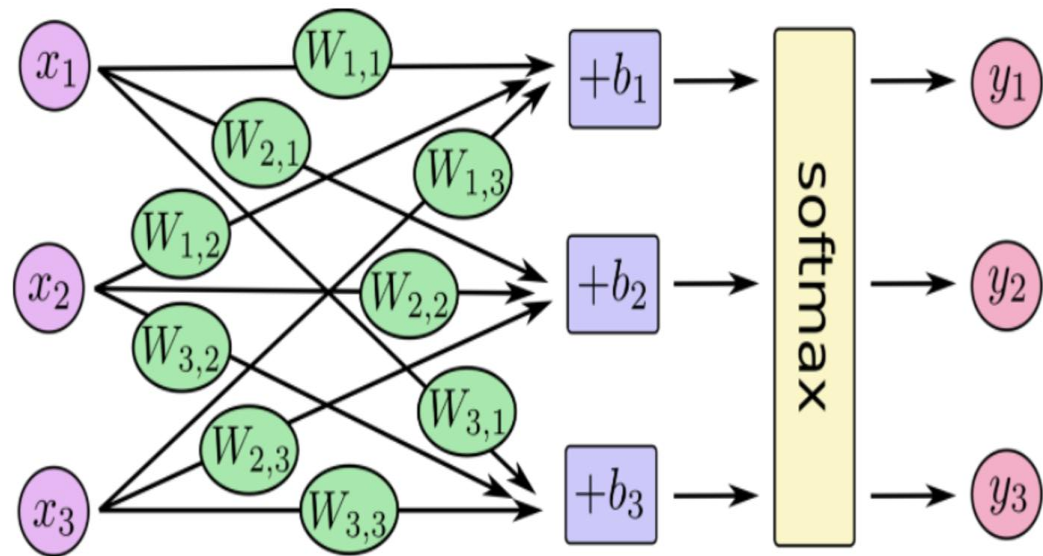 x₁ W₁,₁ +b₁ y₁
W₂,₁ W₁,₃
W₁,₂
x₂ W₂,₂ +b₂ softmax y₂
W₃,₂
W₃,₁
W₂,₃
x₃ W₃,₃ +b₃ y₃